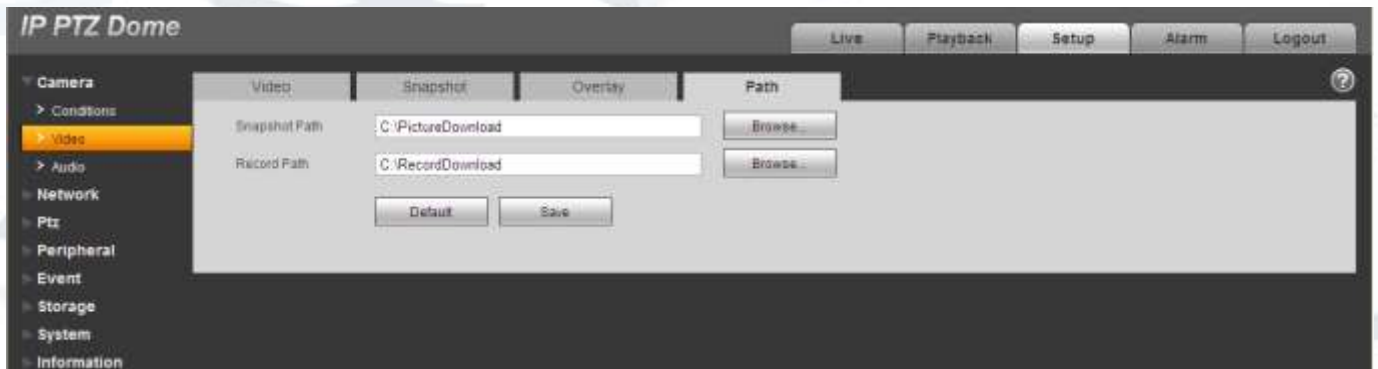 IP PTZ Dome
Live Playback Setup Alarm Logout
Camera
> Conditions
> Video
> Audio
Network
Ptz
Peripheral
Event
Storage
System
Information
Video Snapshot Overlay Path
?
Snapshot Path C:\PictureDownload Browse...
Record Path C:\RecordDownload Browse...
Default Save